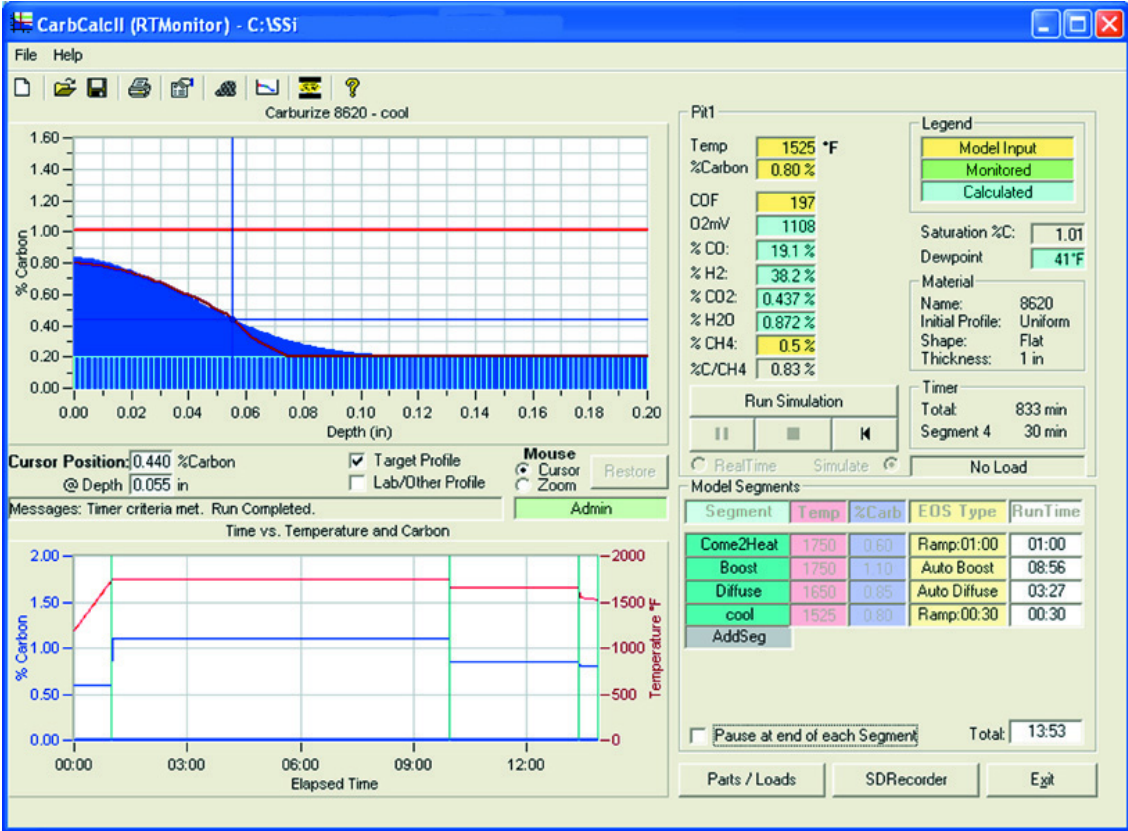 CarbCalcII (RTMonitor) - C:\SSi
File Help
Carburize 8620 - cool
1.60
1.40
1.20
1.00
0.80
0.60
0.40
0.20
0.00
% Carbon
0.00 0.02 0.04 0.06 0.08 0.10 0.12 0.14 0.16 0.18 0.20
Depth (in)
Cursor Position: 0.440 %Carbon
@ Depth 0.055 in
Target Profile
Lab/Other Profile
Mouse
Cursor
Zoom
Restore
Messages: Timer criteria met. Run Completed.
Admin
Time vs. Temperature and Carbon
2.00
1.50
1.00
0.50
0.00
% Carbon
2000
1500
1000
500
0
Temperature °F
00:00 03:00 06:00 09:00 12:00
Elapsed Time
Pit1
Temp 1525 °F
%Carbon 0.80 %
COF 197
O2mV 1108
% CO: 19.1 %
% H2: 38.2 %
% CO2: 0.437 %
% H2O 0.872 %
% CH4: 0.5 %
%C/CH4 0.83 %
Legend
Model Input
Monitored
Calculated
Saturation %C: 1.01
Dewpoint 41°F
Material
Name: 8620
Initial Profile: Uniform
Shape: Flat
Thickness: 1 in
Run Simulation
Timer
Total: 833 min
Segment 4 30 min
RealTime Simulate
No Load
Model Segments
Segment Temp %Carb EOS Type RunTime
Come2Heat 1750 0.60 Ramp:01:00 01:00
Boost 1750 1.10 Auto Boost 08:56
Diffuse 1650 0.85 Auto Diffuse 03:27
cool 1525 0.80 Ramp:00:30 00:30
AddSeg
Pause at end of each Segment
Total: 13:53
Parts / Loads SDRecorder Exit